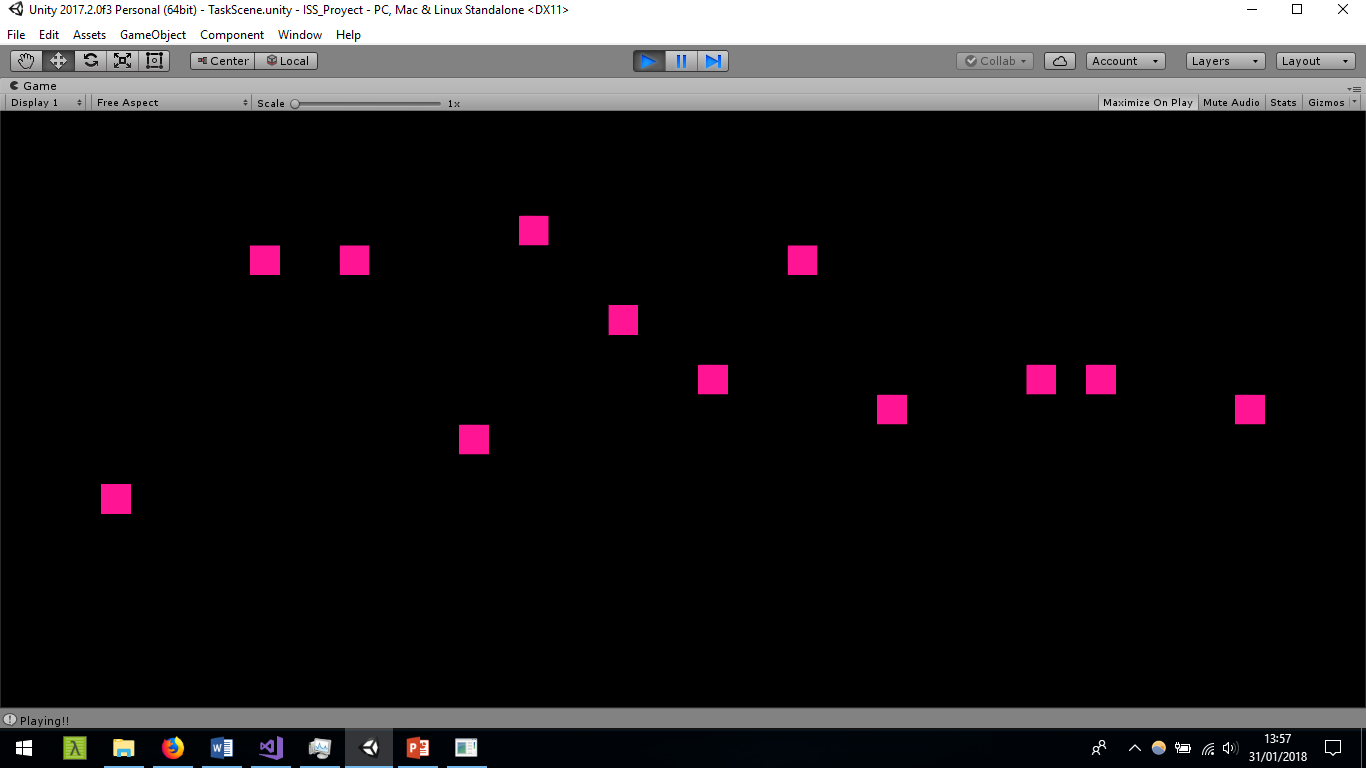 Unity 2017.2.0f3 Personal (64bit) - TaskScene.unity - ISS_Proyect - PC, Mac & Linux Standalone <DX11>
File Edit Assets GameObject Component Window Help
Center Local Collab Account Layers Layout
Game
Display 1 Free Aspect Scale 1x Maximize On Play Mute Audio Stats Gizmos
Playing!!
13:57
31/01/2018